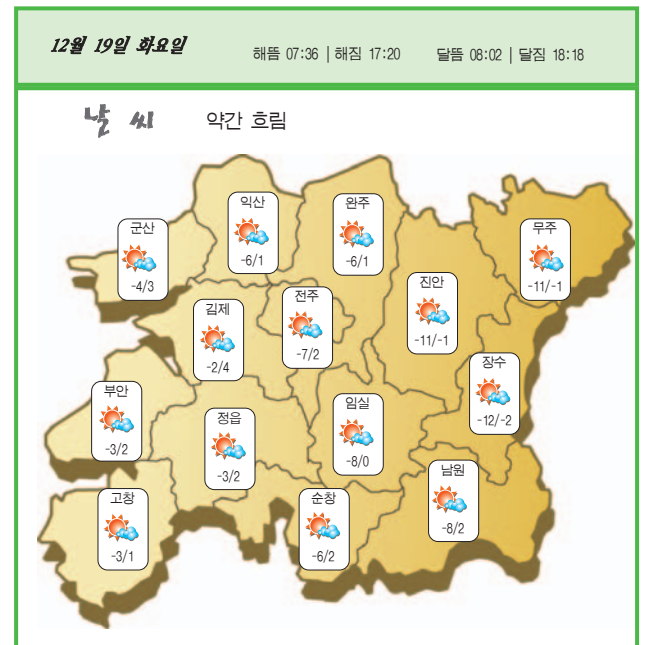 12월 19일 화요일
해뜸 07:36 | 해짐 17:20
달뜸 08:02 | 달짐 18:18
날 씨
약간 흐림
익산
-6/1
완주
-6/1
군산
-4/3
무주
-11/-1
진안
-11/-1
전주
-7/2
김제
-2/4
장수
-12/-2
부안
-3/2
임실
-8/0
정읍
-3/2
남원
-8/2
고창
-3/1
순창
-6/2